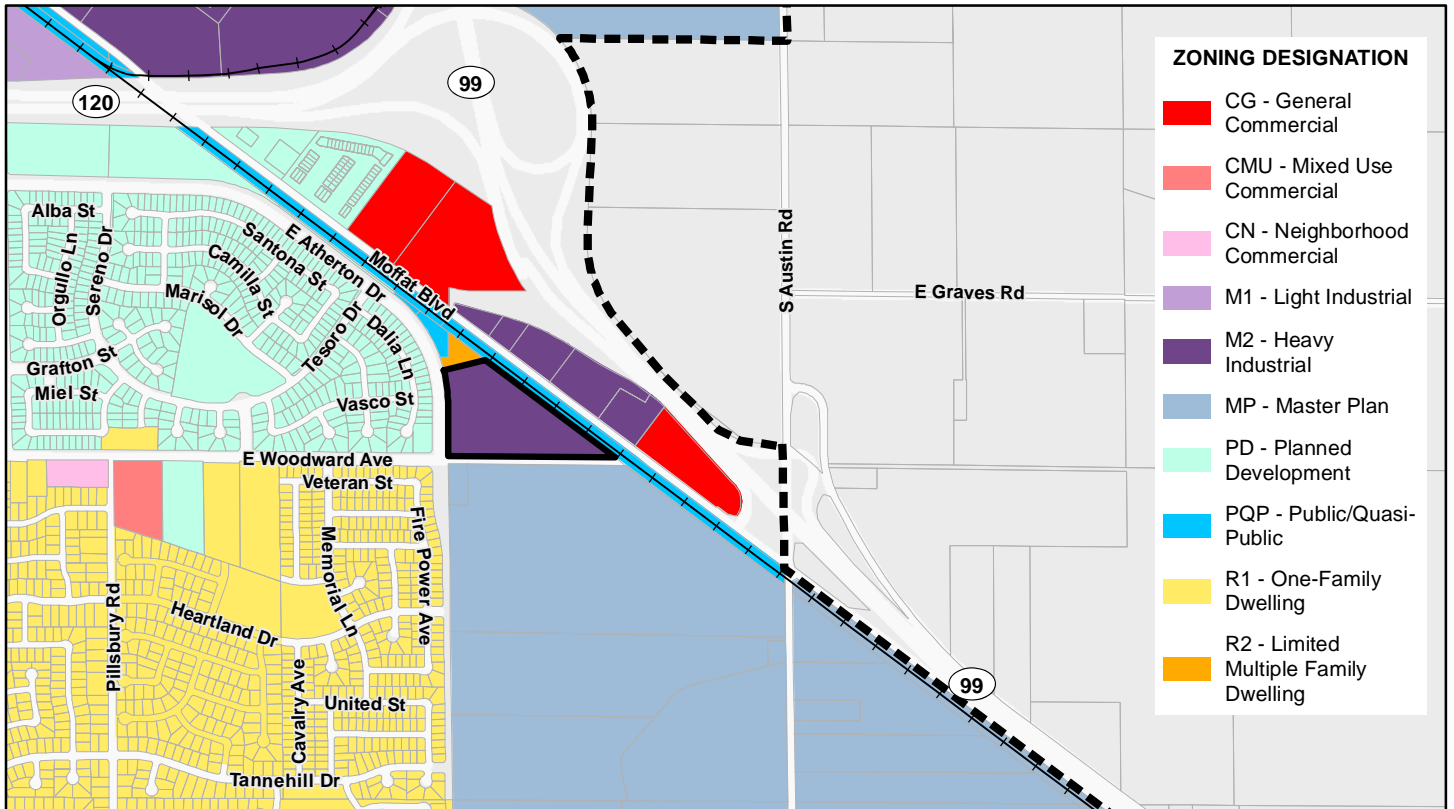 99
120
ZONING DESIGNATION
CG - General
Commercial
CMU - Mixed Use
Commercial
CN - Neighborhood
Commercial
M1 - Light Industrial
M2 - Heavy
Industrial
MP - Master Plan
PD - Planned
Development
PQP - Public/Quasi-
Public
R1 - One-Family
Dwelling
R2 - Limited
Multiple Family
Dwelling
Alba St
Orgullo Ln
Sereno Dr
Camilla St
Santona St
E Atherton Dr
Moffat Blvd
Marisol Dr
Tesoro Dr
Dalia Ln
Grafton St
Miel St
Vasco St
S Austin Rd
E Graves Rd
E Woodward Ave
Veteran St
Fire Power Ave
Memorial Ln
Pillsbury Rd
Heartland Dr
Cavalry Ave
United St
Tannehill Dr
99